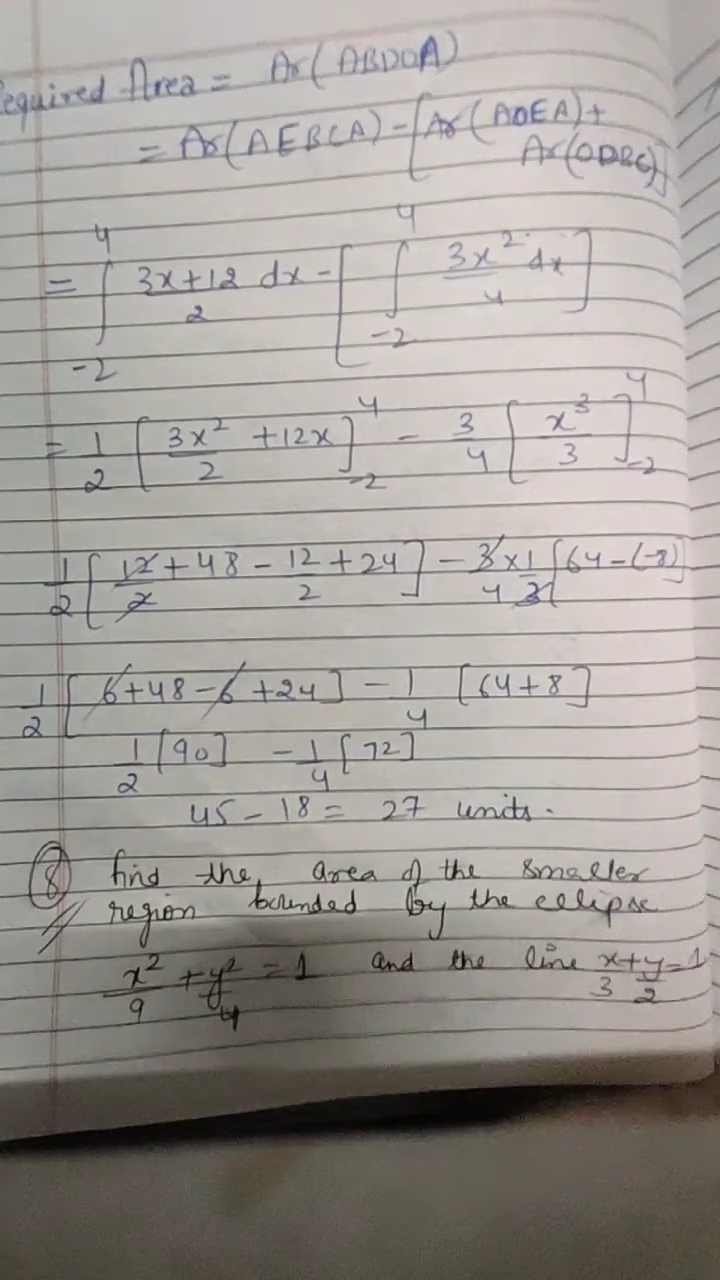 equired Area = Ar(ABDOA)
= Ar(AEBCA) - [Ar(AOEA) +
Ar(ODBC)]
= ∫_{-2}^{4} (3x+12)/2 dx - [∫_{-2}^{4} 3x²/4 dx]
= 1/2 [3x²/2 + 12x]_{-2}^{4} - 3/4 [x³/3]_{-2}^{4}
1/2 [12/2 + 48 - 12/2 + 24] - 3/4 × 1/3 [64-(-8)]
1/2 [6+48-6+24] - 1/4 [64+8]
1/2 [90] - 1/4 [72]
45 - 18 = 27 units.
(8) find the area of the smaller
region bounded by the ellipse
x²/9 + y²/4 = 1 and the line x/3 + y/2 = 1